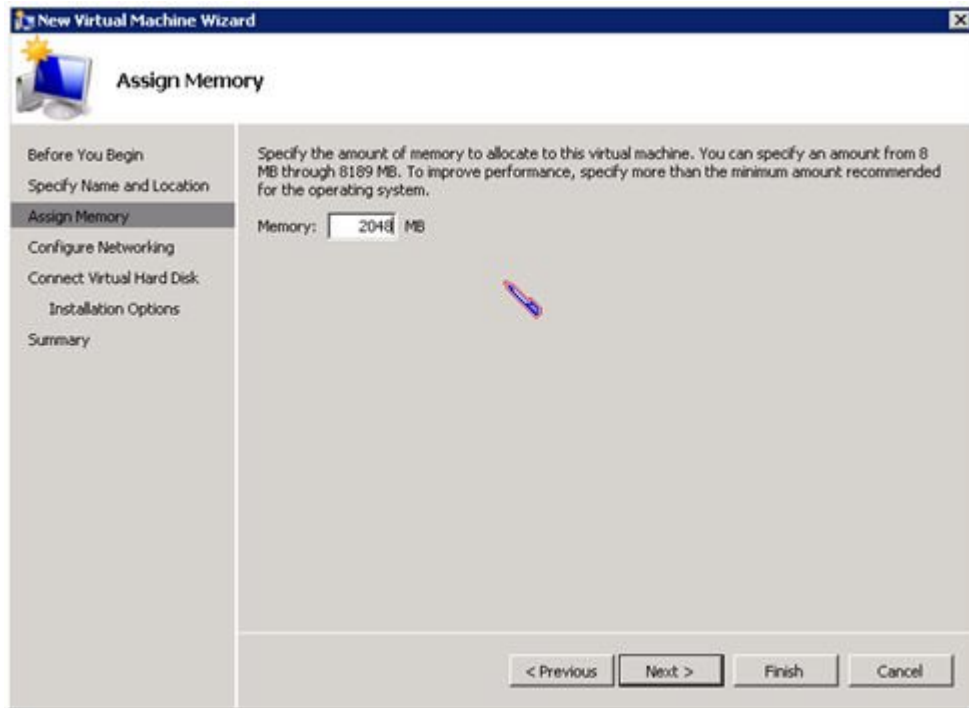 New Virtual Machine Wizard
Assign Memory
Before You Begin
Specify Name and Location
Assign Memory
Configure Networking
Connect Virtual Hard Disk
Installation Options
Summary
Specify the amount of memory to allocate to this virtual machine. You can specify an amount from 8
MB through 8189 MB. To improve performance, specify more than the minimum amount recommended
for the operating system.
Memory: 2048 MB
< Previous Next > Finish Cancel